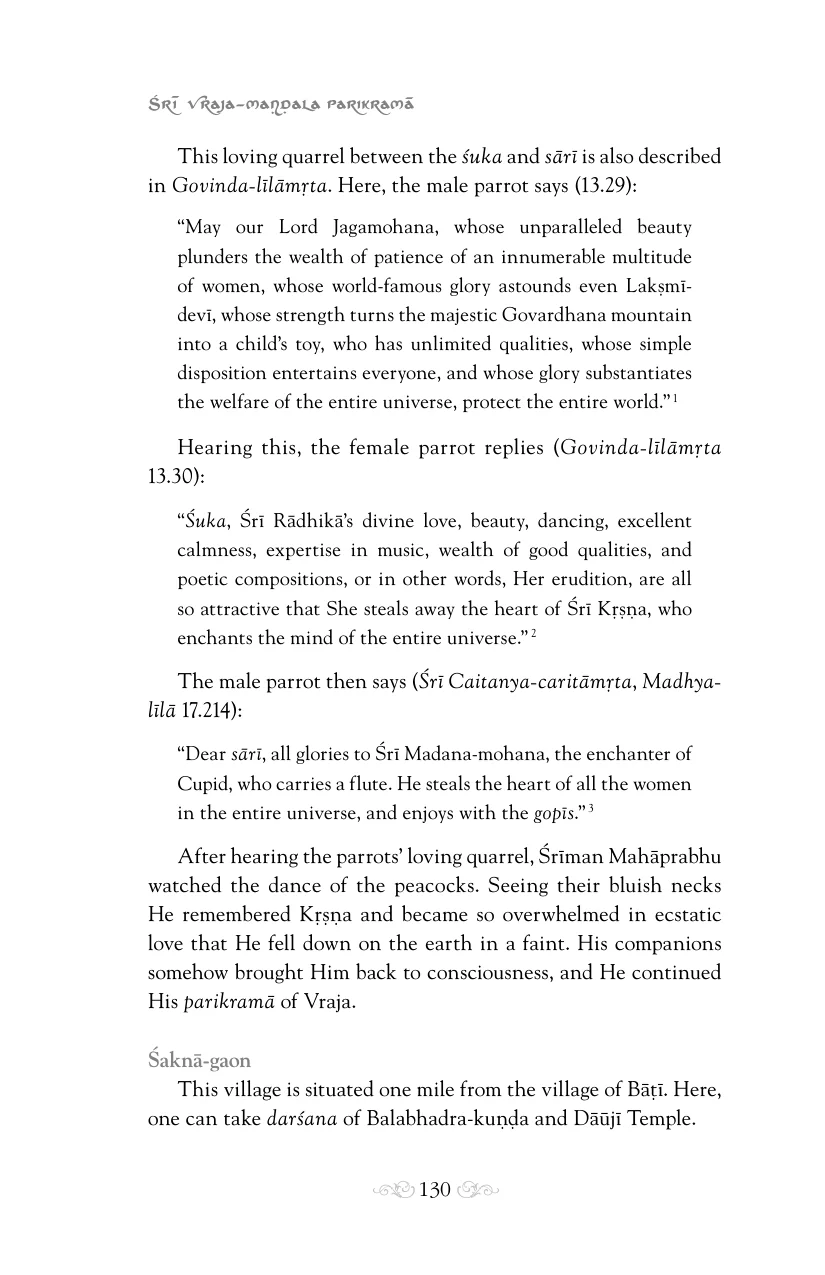 Śrī Vraja-maṇḍala Parikramā
This loving quarrel between the śuka and sārī is also described
in Govinda-līlāmṛta. Here, the male parrot says (13.29):
“May our Lord Jagamohana, whose unparalleled beauty
plunders the wealth of patience of an innumerable multitude
of women, whose world-famous glory astounds even Lakṣmī-
devī, whose strength turns the majestic Govardhana mountain
into a child’s toy, who has unlimited qualities, whose simple
disposition entertains everyone, and whose glory substantiates
the welfare of the entire universe, protect the entire world.” 1
Hearing this, the female parrot replies (Govinda-līlāmṛta
13.30):
“Śuka, Śrī Rādhikā’s divine love, beauty, dancing, excellent
calmness, expertise in music, wealth of good qualities, and
poetic compositions, or in other words, Her erudition, are all
so attractive that She steals away the heart of Śrī Kṛṣṇa, who
enchants the mind of the entire universe.” 2
The male parrot then says (Śrī Caitanya-caritāmṛta, Madhya-
līlā 17.214):
“Dear sārī, all glories to Śrī Madana-mohana, the enchanter of
Cupid, who carries a flute. He steals the heart of all the women
in the entire universe, and enjoys with the gopīs.” 3
After hearing the parrots’ loving quarrel, Śrīman Mahāprabhu
watched the dance of the peacocks. Seeing their bluish necks
He remembered Kṛṣṇa and became so overwhelmed in ecstatic
love that He fell down on the earth in a faint. His companions
somehow brought Him back to consciousness, and He continued
His parikramā of Vraja.
Śaknā-gaon
This village is situated one mile from the village of Bāṭī. Here,
one can take darśana of Balabhadra-kuṇḍa and Dāūjī Temple.
130